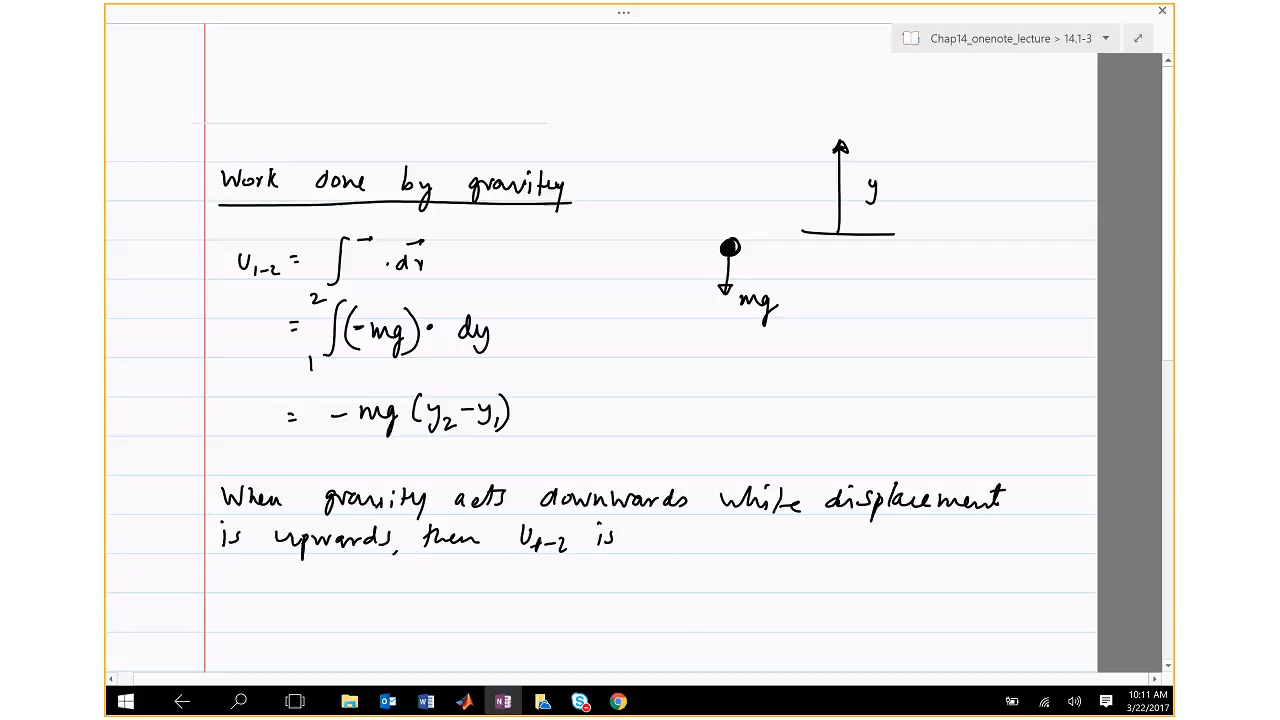 ...
Chap14_onenote_lecture > 14.1-3
Work done by gravity
y
U₁₋₂ = ∫ → · dr⃗
mg
= ∫₁² (-mg) · dy
= - mg (y₂ - y₁)
When gravity acts downwards while displacement
is upwards, then U₁₋₂ is
10:11 AM
3/22/2017